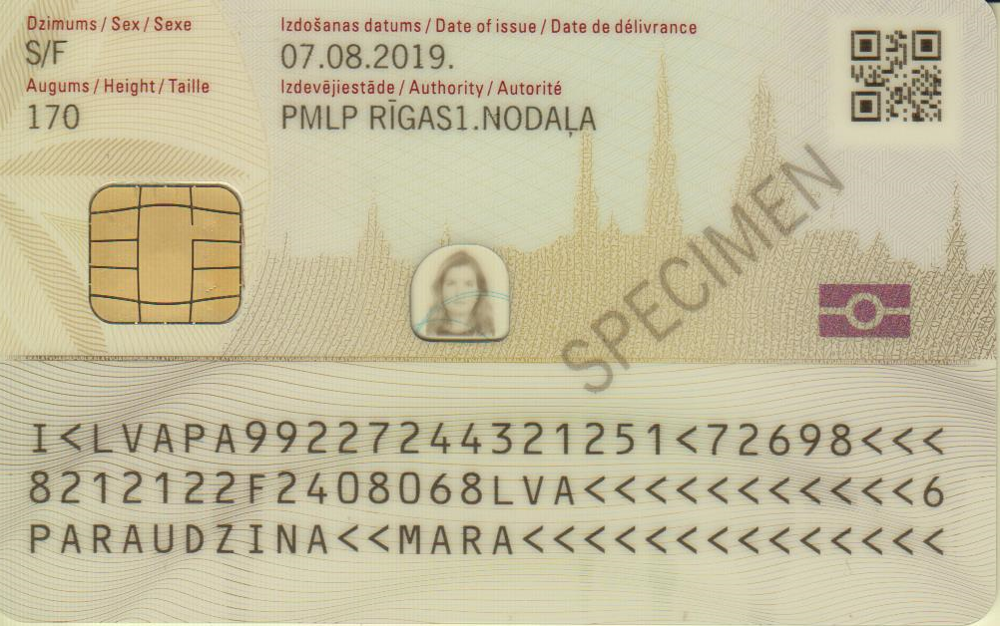 Dzimums / Sex / Sexe
S/F
Augums / Height / Taille
170
Izdošanas datums / Date of issue / Date de délivrance
07.08.2019.
Izdevējiestāde / Authority / Autorité
PMLP RĪGAS1.NODAĻA
SPECIMEN
I<LVAPA99227244321251<72698<<<
8212122F2408068LVA<<<<<<<<<<<6
PARAUDZINA<<MARA<<<<<<<<<<<<<<